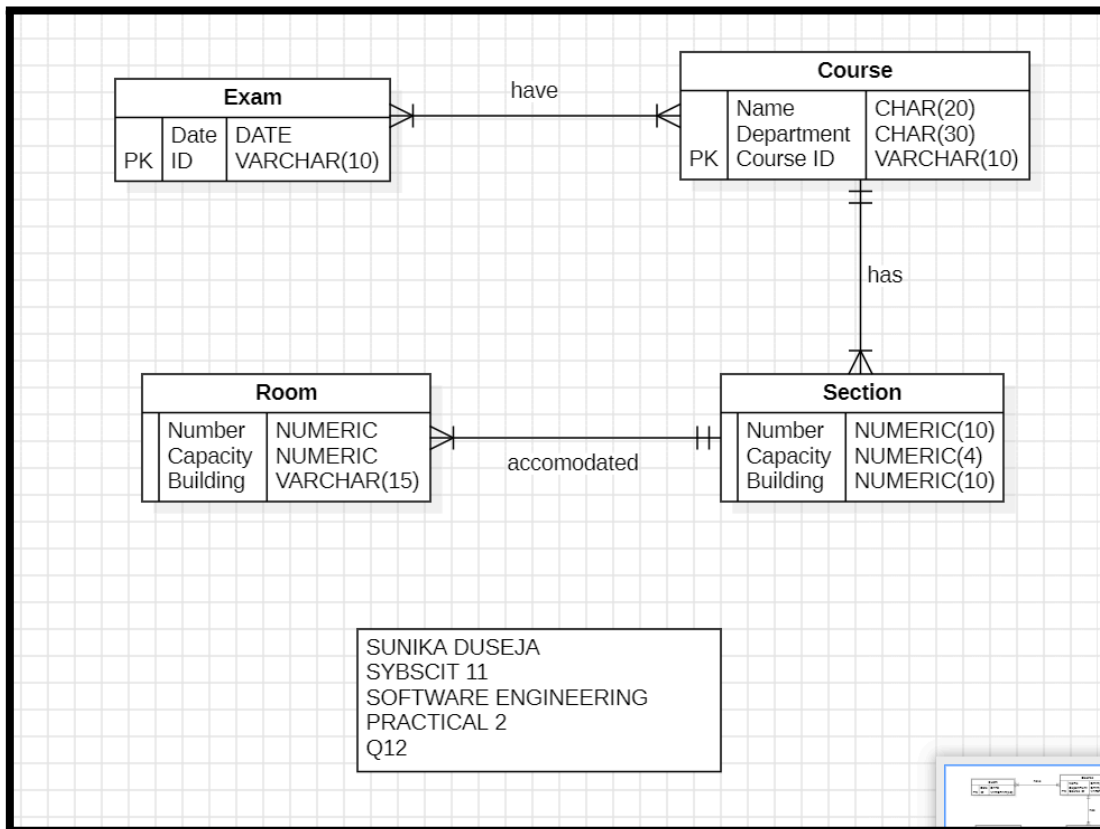 Exam
Date DATE
PK ID VARCHAR(10)
have
Course
Name CHAR(20)
Department CHAR(30)
PK Course ID VARCHAR(10)
has
Room
Number NUMERIC
Capacity NUMERIC
Building VARCHAR(15)
accomodated
Section
Number NUMERIC(10)
Capacity NUMERIC(4)
Building NUMERIC(10)
SUNIKA DUSEJA
SYBSCIT 11
SOFTWARE ENGINEERING
PRACTICAL 2
Q12